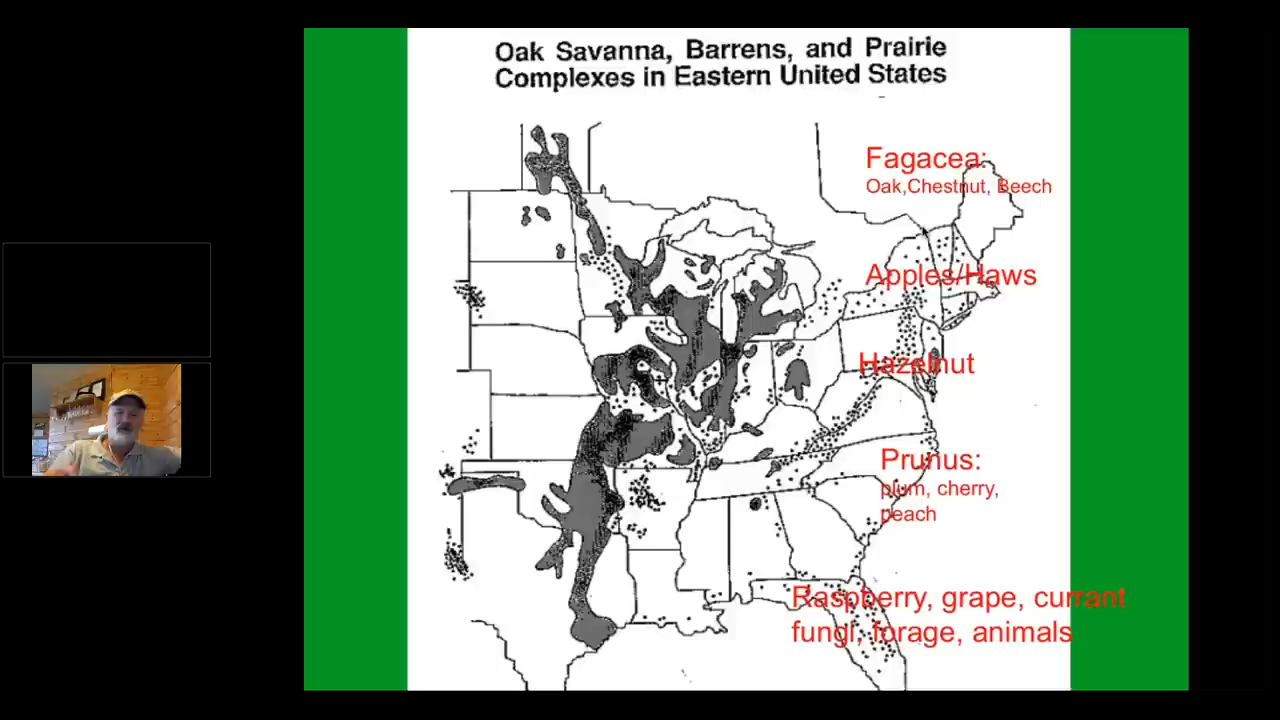 Oak Savanna, Barrens, and Prairie
Complexes in Eastern United States
Fagacea:
Oak,Chestnut, Beech
Apples/Haws
Hazelnut
Prunus:
plum, cherry,
peach
Raspberry, grape, currant
fungi, forage, animals